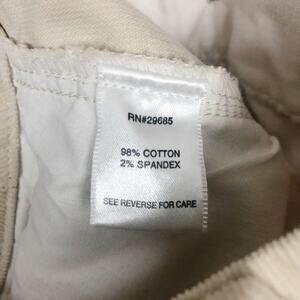 RN#29685
98% COTTON
2% SPANDEX
SEE REVERSE FOR CARE